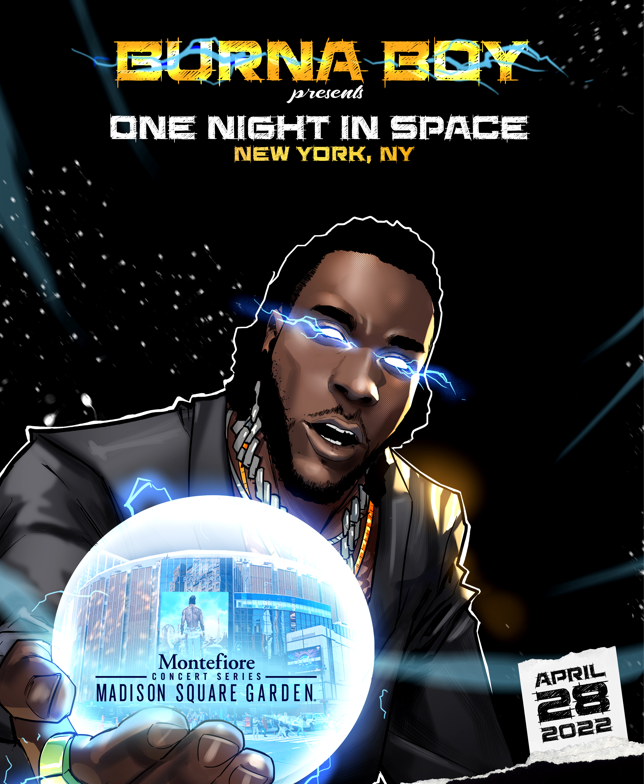 BURNA BOY
presents
ONE NIGHT IN SPACE
NEW YORK, NY
Montefiore
CONCERT SERIES
MADISON SQUARE GARDEN
APRIL
28
2022